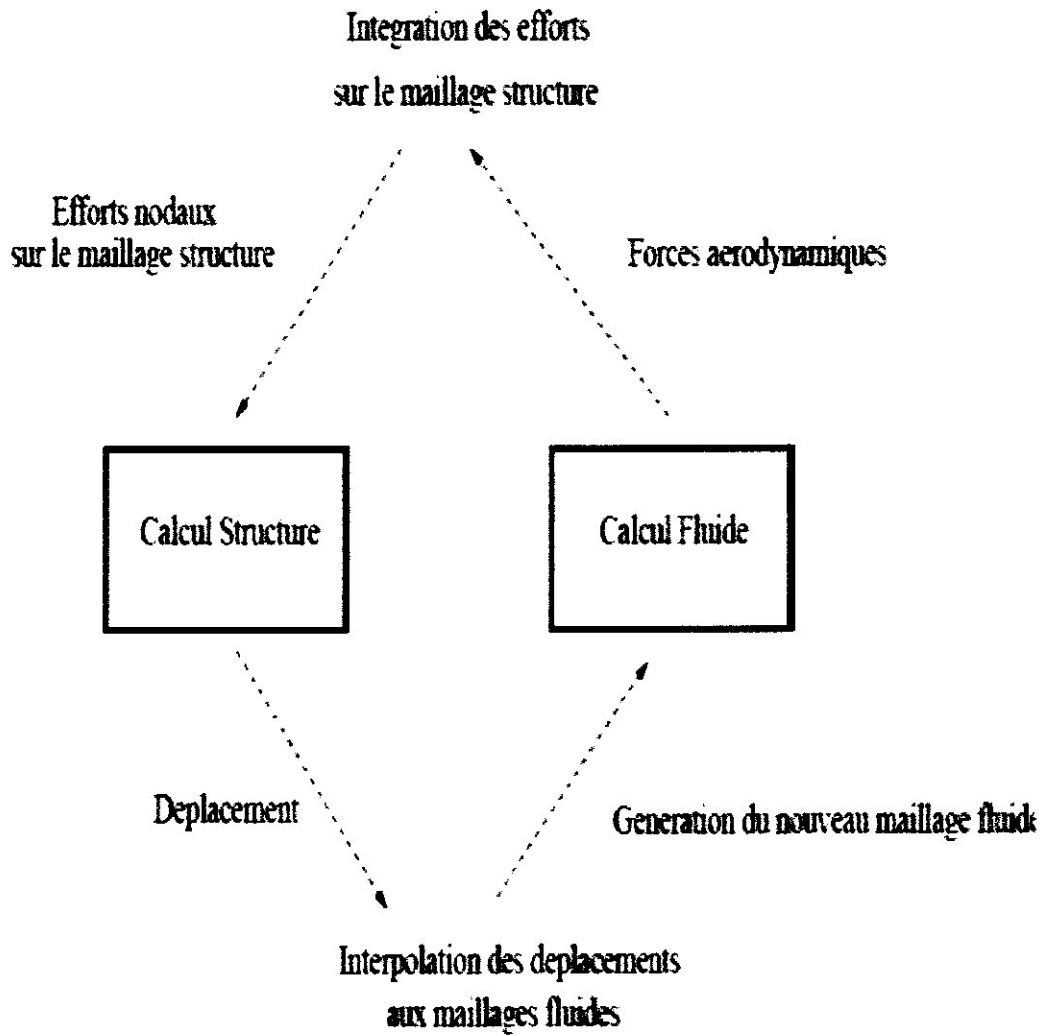 Integration des efforts
sur le maillage structure
Efforts nodaux
sur le maillage structure
Forces aerodynamiques
Calcul Structure
Calcul Fluide
Deplacement
Generation du nouveau maillage fluide
Interpolation des deplacements
aux maillages fluides